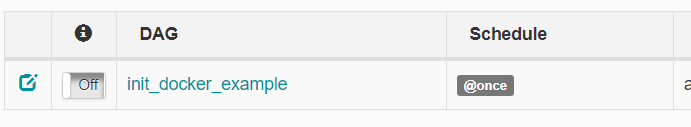 DAG Schedule
Off init_docker_example @once